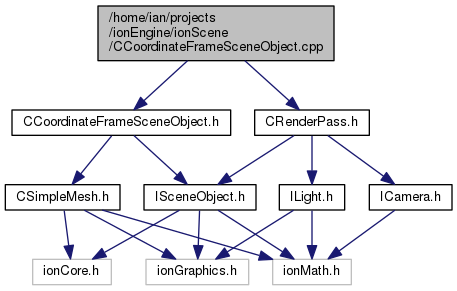 /home/ian/projects
/ionEngine/ionScene
/CCoordinateFrameSceneObject.cpp
CCoordinateFrameSceneObject.h
CRenderPass.h
CSimpleMesh.h
ISceneObject.h
ILight.h
ICamera.h
ionCore.h
ionGraphics.h
ionMath.h